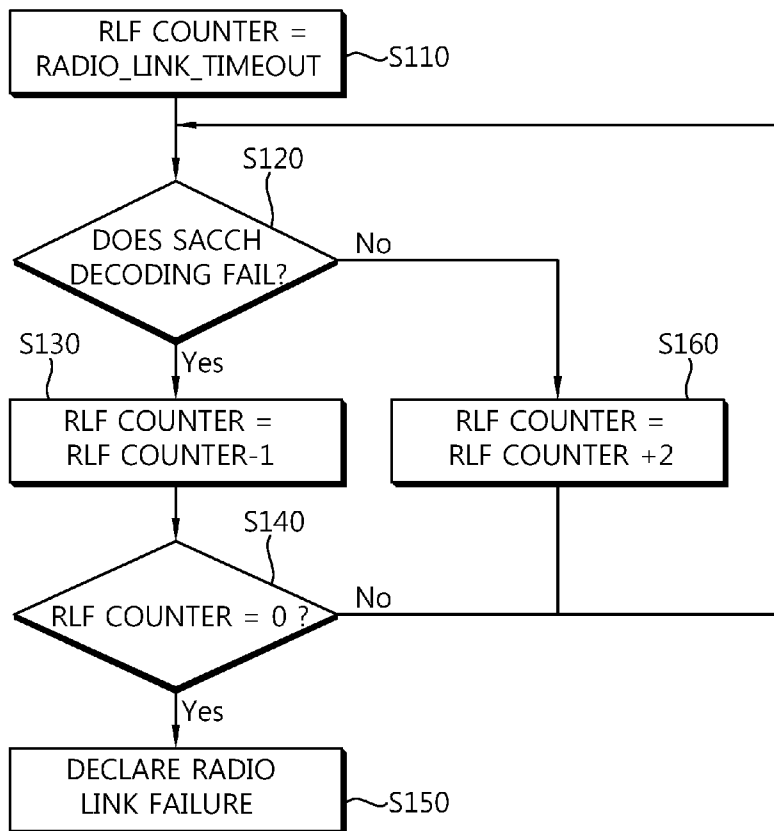 RLF COUNTER =
RADIO_LINK_TIMEOUT
S110
S120
DOES SACCH
DECODING FAIL?
No
Yes
S130
RLF COUNTER =
RLF COUNTER-1
S160
RLF COUNTER =
RLF COUNTER +2
S140
RLF COUNTER = 0 ?
No
Yes
DECLARE RADIO
LINK FAILURE
S150